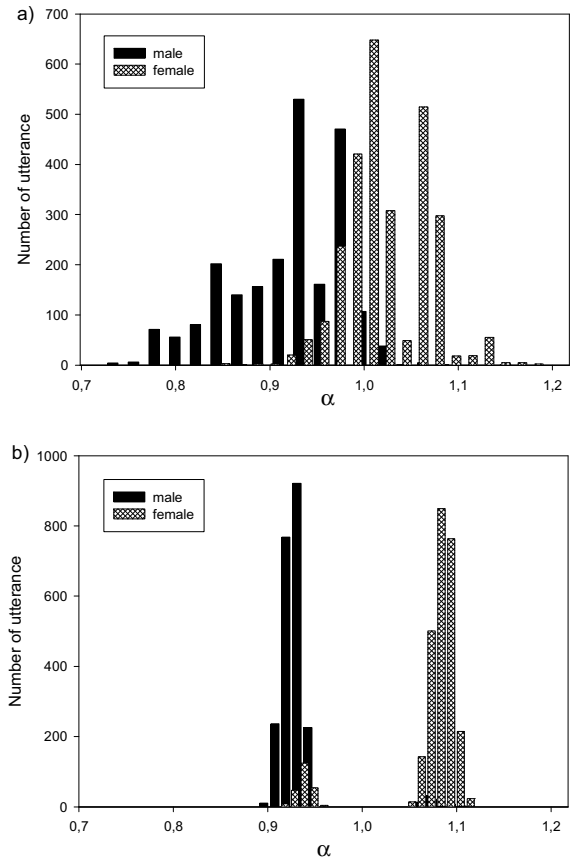 a)
700
600
500
400
300
200
100
0
Number of utterance
male
female
0,7 0,8 0,9 1,0 1,1 1,2
α
b)
1000
800
600
400
200
0
Number of utterance
male
female
0,7 0,8 0,9 1,0 1,1 1,2
α